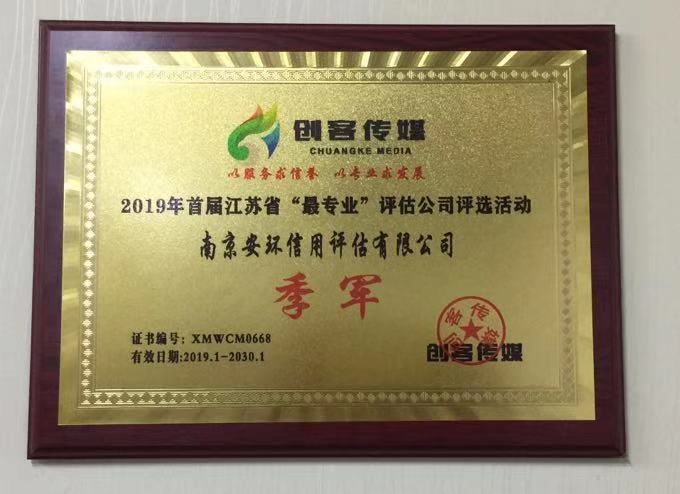 创客传媒
CHUANGKE MEDIA
以服务求信誉 以专业求发展
2019年首届江苏省“最专业”评估公司评选活动
南京安环信用评估有限公司
季军
证书编号：XMWCM0668
有效日期:2019.1-2030.1
创客传媒